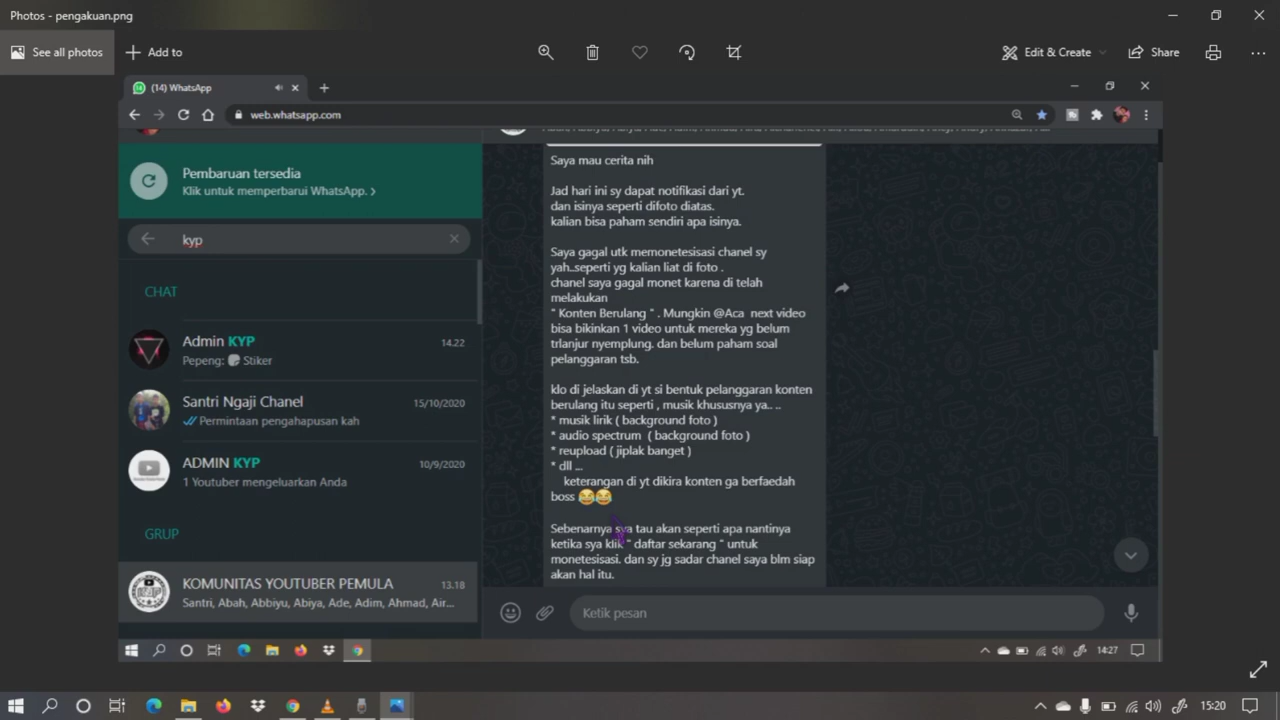 Photos - pengakuan.png
See all photos
Add to
Edit & Create
Share
(14) WhatsApp
web.whatsapp.com
Pembaruan tersedia
Klik untuk memperbarui WhatsApp.
kyp
CHAT
Admin KYP
14.22
Pepeng: Stiker
Santri Ngaji Chanel
15/10/2020
Permintaan pengahapusan kah
ADMIN KYP
10/9/2020
1 Youtuber mengeluarkan Anda
GRUP
KOMUNITAS YOUTUBER PEMULA
13.18
Santri, Abah, Abbiyu, Abiya, Ade, Adim, Ahmad, Air...
Saya mau cerita nih
Jad hari ini sy dapat notifikasi dari yt.
dan isinya seperti difoto diatas.
kalian bisa paham sendiri apa isinya.
Saya gagal utk memonetesisasi chanel sy
yah..seperti yg kalian liat di foto .
chanel saya gagal monet karena di telah
melakukan
" Konten Berulang " . Mungkin @Aca next video
bisa bikinkan 1 video untuk mereka yg belum
trlanjur nyemplung. dan belum paham soal
pelanggaran tsb.
klo di jelaskan di yt si bentuk pelanggaran konten
berulang itu seperti , musik khususnya ya.. ..
* musik lirik ( background foto )
* audio spectrum ( background foto )
* reupload ( jiplak banget )
* dll ...
keterangan di yt dikira konten ga berfaedah
boss 😂😂
Sebenarnya sya tau akan seperti apa nantinya
ketika sya klik " daftar sekarang " untuk
monetesisasi. dan sy jg sadar chanel saya blm siap
akan hal itu.
Ketik pesan
14:27
15:20